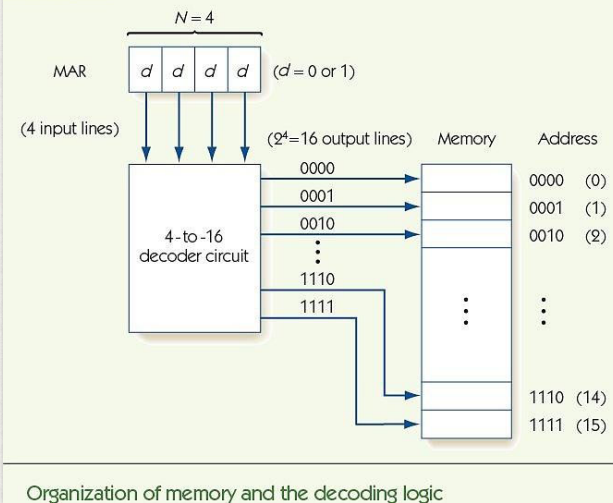 N = 4
MAR d d d d (d = 0 or 1)
(4 input lines)
(2⁴=16 output lines) Memory Address
0000 0000 (0)
0001 0001 (1)
0010 0010 (2)
4-to-16
decoder circuit
1110
1111
1110 (14)
1111 (15)
Organization of memory and the decoding logic